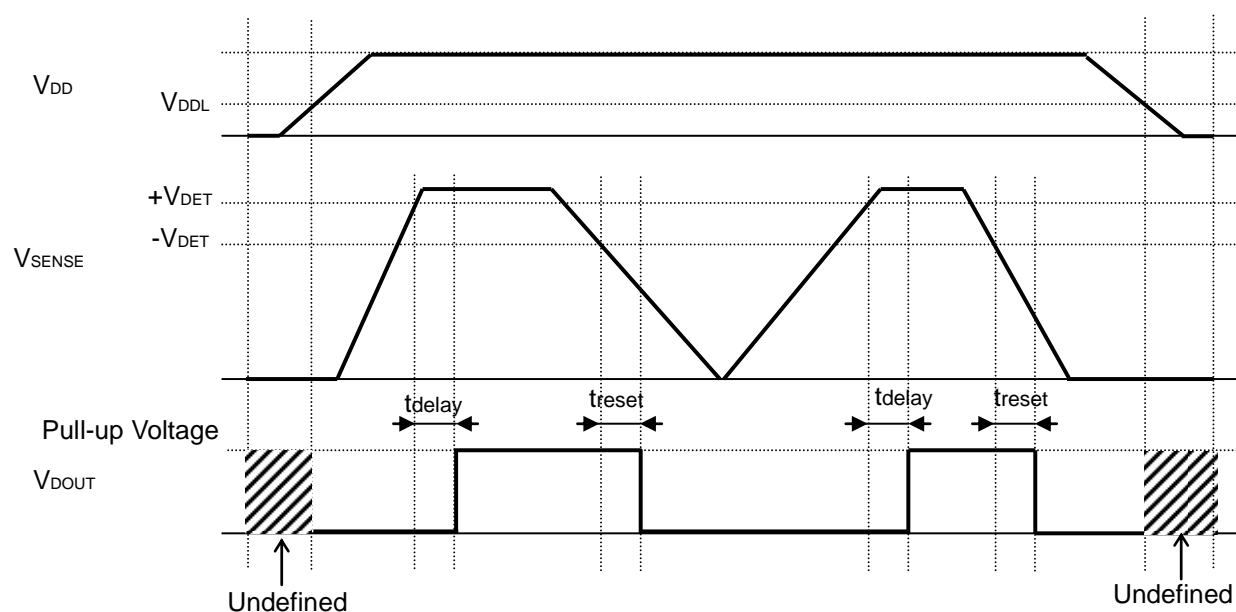 VDD
VDDL
+VDET
-VDET
VSENSE
tdelay
treset
tdelay
treset
Pull-up Voltage
VDOUT
Undefined
Undefined